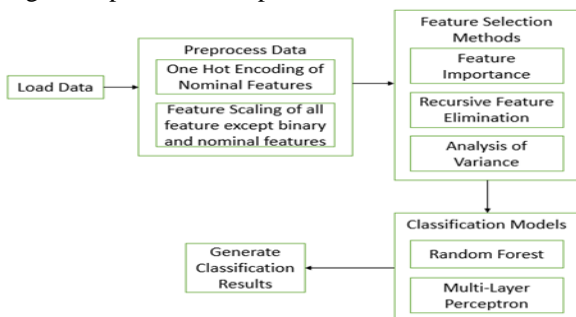 Load Data
Preprocess Data
One Hot Encoding of
Nominal Features
Feature Scaling of all
feature except binary
and nominal features
Feature Selection
Methods
Feature
Importance
Recursive Feature
Elimination
Analysis of
Variance
Classification Models
Random Forest
Multi-Layer
Perceptron
Generate
Classification
Results